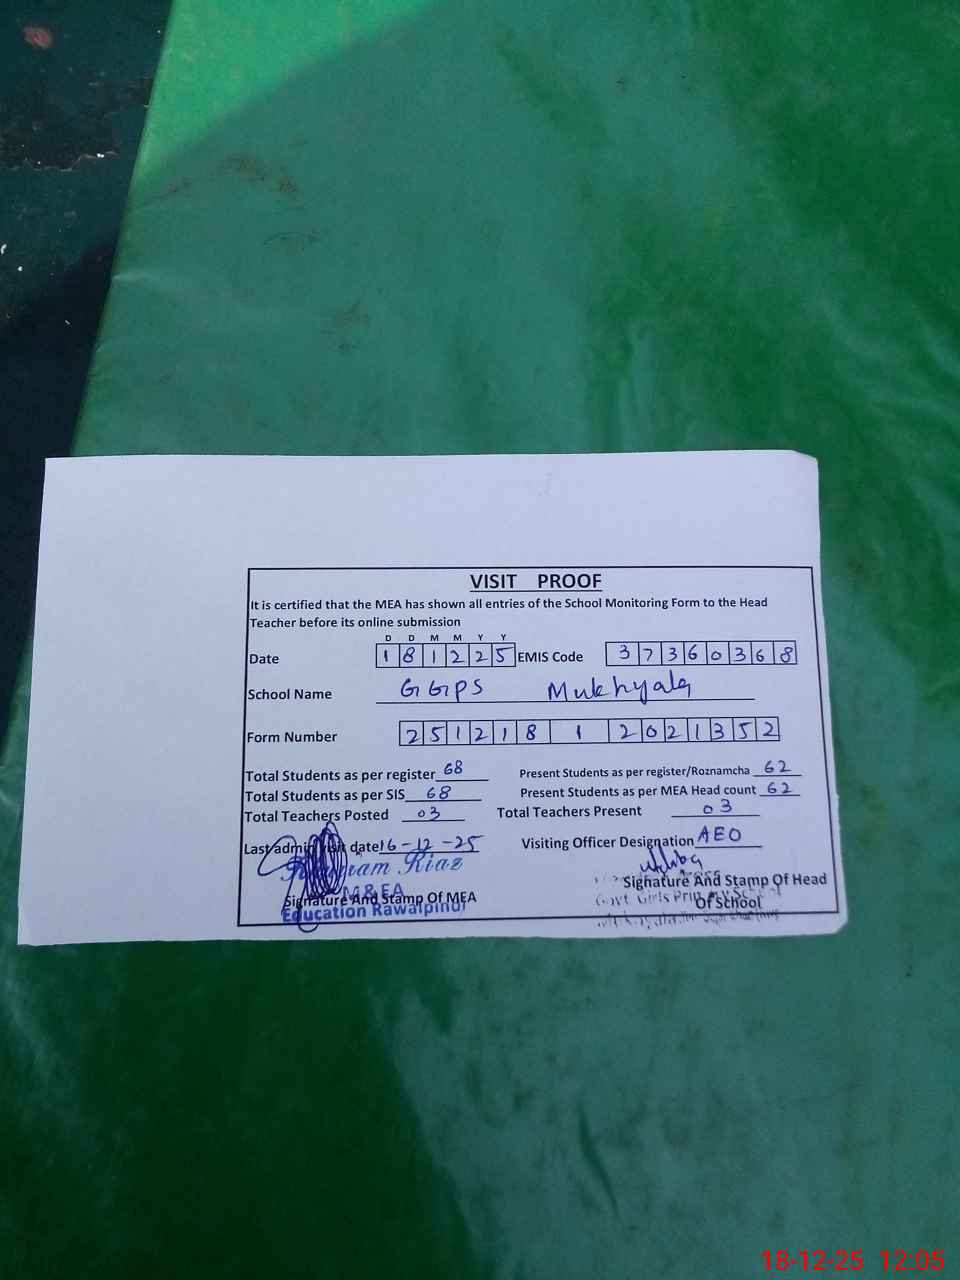 VISIT PROOF
It is certified that the MEA has shown all entries of the School Monitoring Form to the Head
Teacher before its online submission
D D M M Y Y
Date 1 8 1 2 2 5 EMIS Code 3 7 3 6 0 3 6 8
School Name GGPS Mukhyala
Form Number 2 5 1 2 1 8 1 2 0 2 1 3 5 2
Total Students as per register 68 Present Students as per register/Roznamcha 62
Total Students as per SIS 68 Present Students as per MEA Head count 62
Total Teachers Posted 03 Total Teachers Present 03
Last admin visit date 16-12-25 Visiting Officer Designation AEO
Riaz
M&EA
Signature And Stamp Of MEA Signature And Stamp Of Head
Of School
Education Rawalpindi
Govt. Girls Primary School
18-12-25 12:05